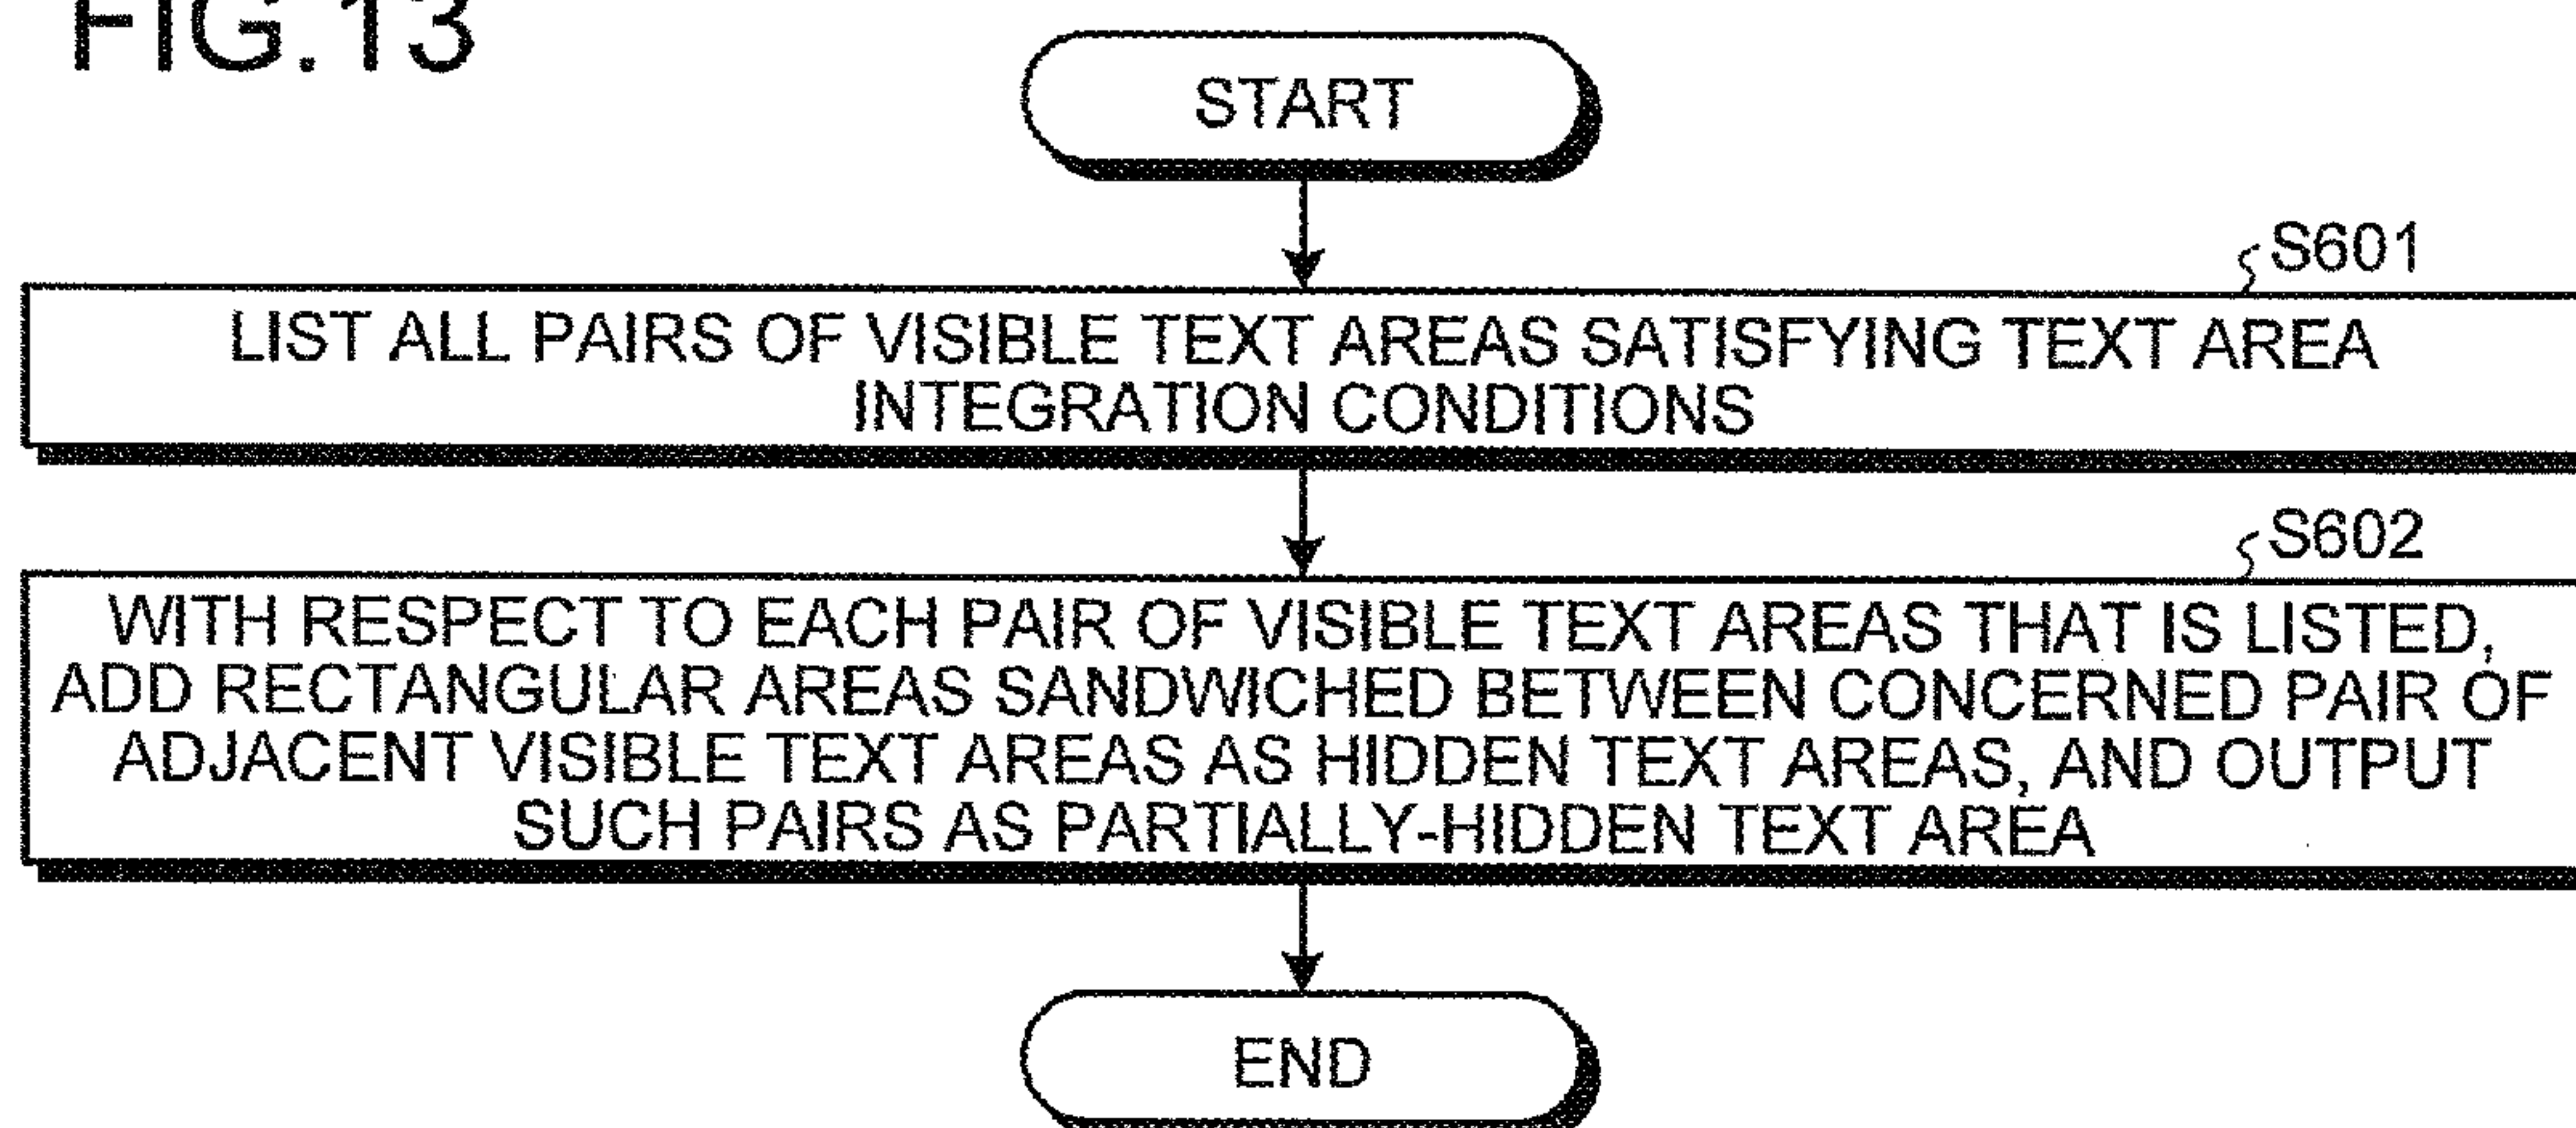 FIG.13
START
S601
LIST ALL PAIRS OF VISIBLE TEXT AREAS SATISFYING TEXT AREA
INTEGRATION CONDITIONS
S602
WITH RESPECT TO EACH PAIR OF VISIBLE TEXT AREAS THAT IS LISTED,
ADD RECTANGULAR AREAS SANDWICHED BETWEEN CONCERNED PAIR OF
ADJACENT VISIBLE TEXT AREAS AS HIDDEN TEXT AREAS, AND OUTPUT
SUCH PAIRS AS PARTIALLY-HIDDEN TEXT AREA
END